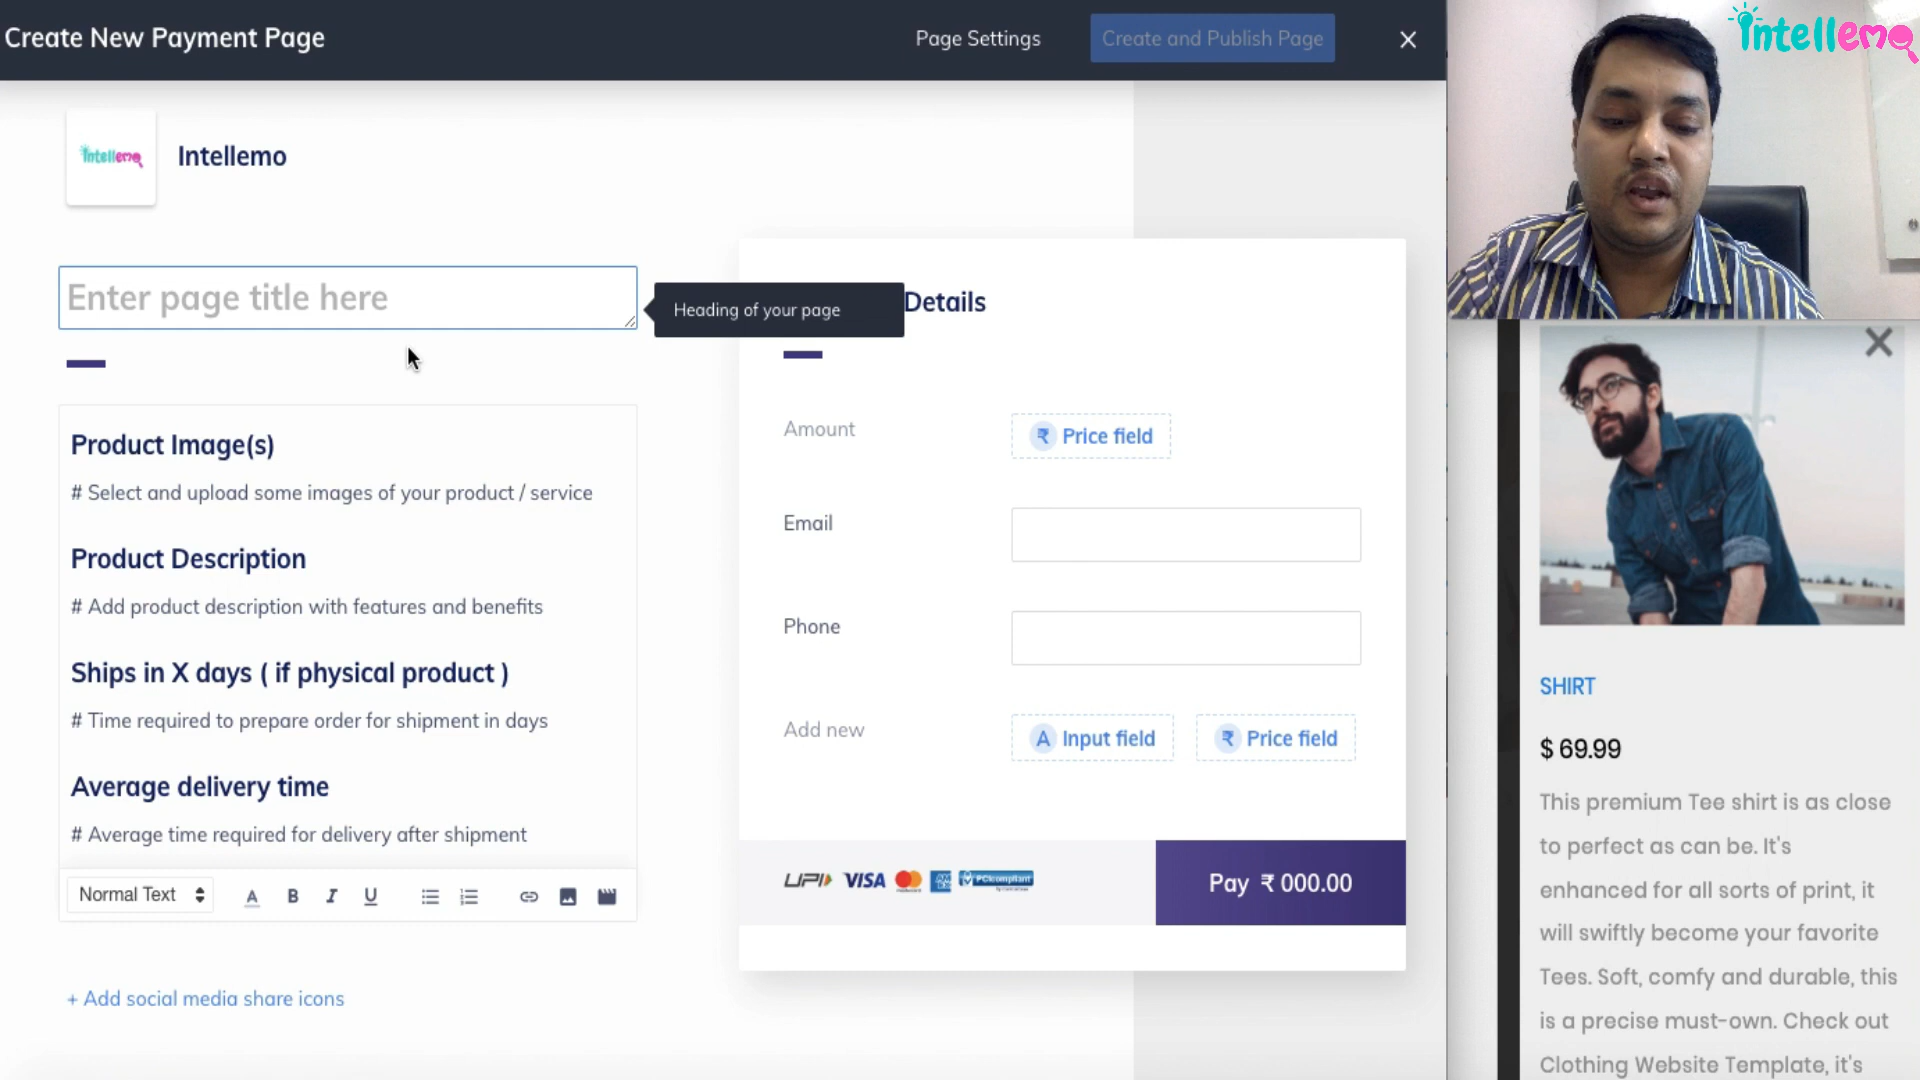 Create New Payment Page
Page Settings
Create and Publish Page
intellemo
intellemo
Intellemo
Enter page title here
Heading of your page
Details
Product Image(s)
# Select and upload some images of your product / service
Product Description
# Add product description with features and benefits
Ships in X days ( if physical product )
# Time required to prepare order for shipment in days
Average delivery time
# Average time required for delivery after shipment
Normal Text
A B I U
+ Add social media share icons
Amount
₹ Price field
Email
Phone
Add new
A Input field
₹ Price field
UPI VISA PCI compliant
Pay ₹ 000.00
SHIRT
$ 69.99
This premium Tee shirt is as close
to perfect as can be. It's
enhanced for all sorts of print, it
will swiftly become your favorite
Tees. Soft, comfy and durable, this
is a precise must-own. Check out
Clothing Website Template, it's